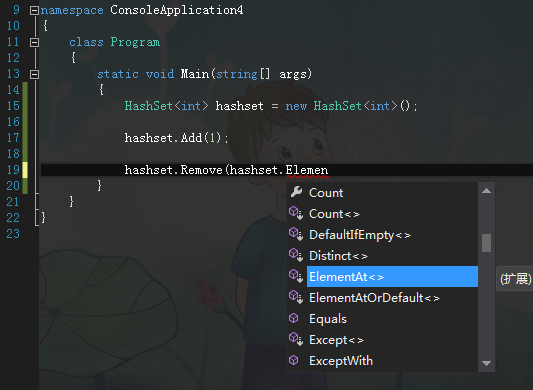 9 namespace ConsoleApplication4
10 {
11 class Program
12 {
13 static void Main(string[] args)
14 {
15 HashSet<int> hashset = new HashSet<int>();
16
17 hashset.Add(1);
18
19 hashset.Remove(hashset.Elemen
20 }
21 }
22 }
23
Count
Count<>
DefaultIfEmpty<>
Distinct<>
ElementAt<> (扩展)
ElementAtOrDefault<>
Equals
Except<>
ExceptWith